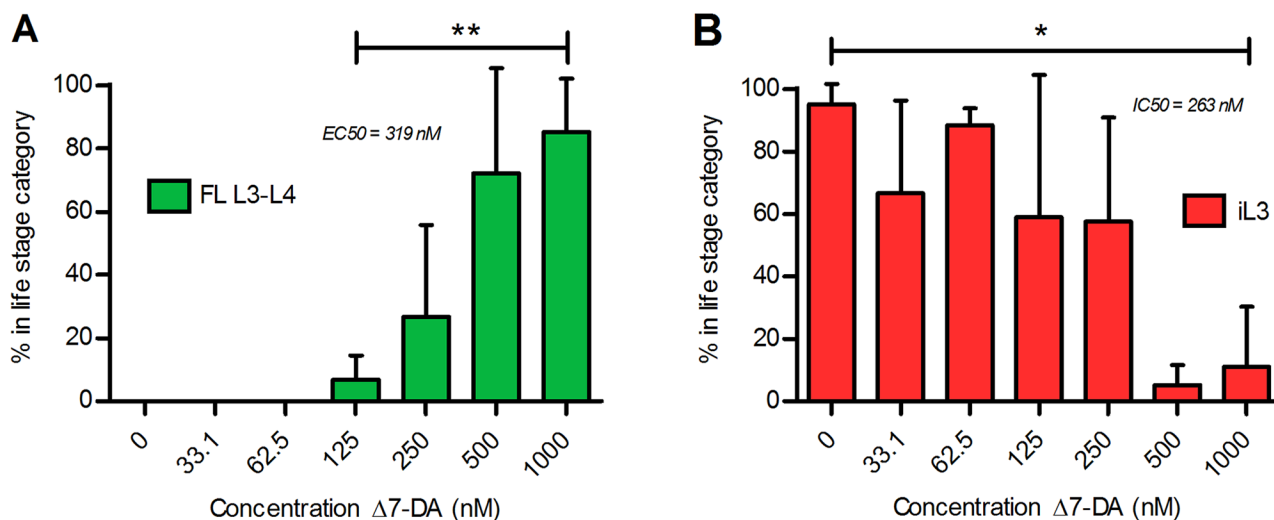 A
**
% in life stage category
100
80
60
40
20
0
EC50 = 319 nM
FL L3-L4
0
33.1
62.5
125
250
500
1000
Concentration Δ7-DA (nM)
B
*
% in life stage category
100
80
60
40
20
0
IC50 = 263 nM
iL3
0
33.1
62.5
125
250
500
1000
Concentration Δ7-DA (nM)